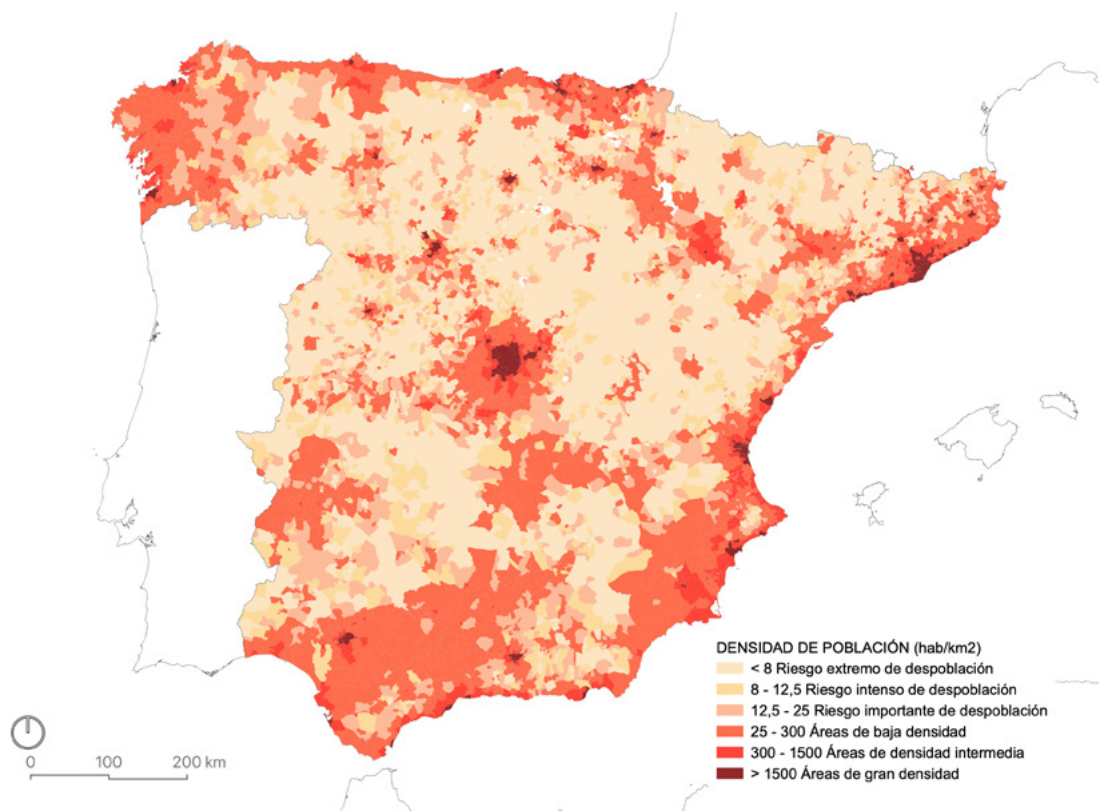 DENSIDAD DE POBLACIÓN (hab/km2)
< 8 Riesgo extremo de despoblación
8 - 12,5 Riesgo intenso de despoblación
12,5 - 25 Riesgo importante de despoblación
25 - 300 Áreas de baja densidad
300 - 1500 Áreas de densidad intermedia
> 1500 Áreas de gran densidad
0 100 200 km